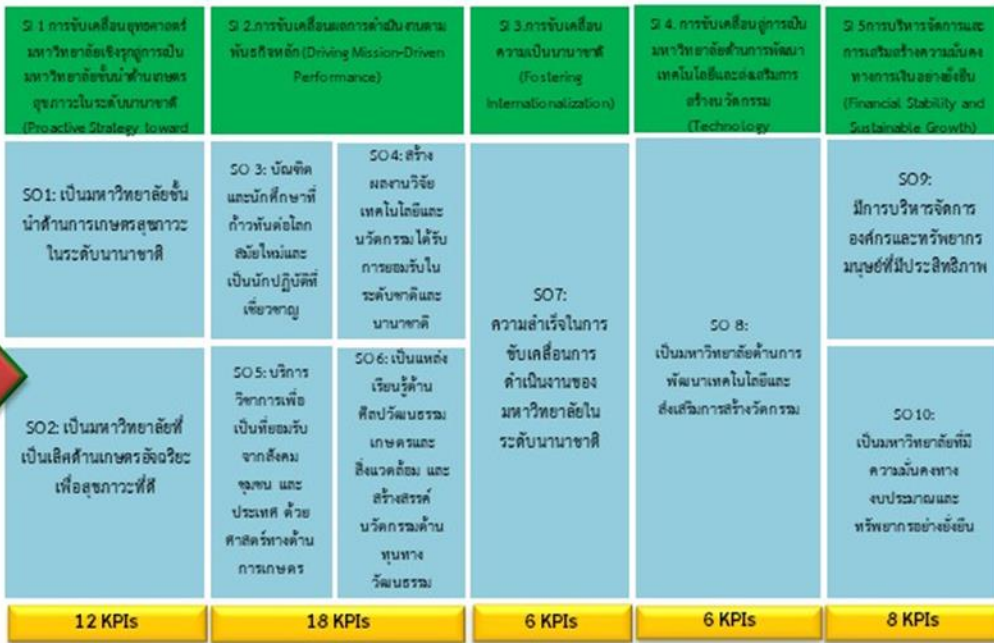 SI 1 การขับเคลื่อนยุทธศาสตร์
มหาวิทยาลัยเชิงรุกสู่การเป็น
มหาวิทยาลัยชั้นนำด้านเกษตร
สุขภาวะในระดับนานาชาติ
(Proactive Strategy toward
SI 2.การขับเคลื่อนผลการดำเนินงานตาม
พันธกิจหลัก (Driving Mission-Driven
Performance)
SI 3.การขับเคลื่อน
ความเป็นนานาชาติ
(Fostering
Internationalization)
SI 4. การขับเคลื่อนสู่การเป็น
มหาวิทยาลัยด้านการพัฒนา
เทคโนโลยีและส่งเสริมการ
สร้างนวัตกรรม
(Technology
SI 5การบริหารจัดการและ
การเสริมสร้างความมั่นคง
ทางการเงินอย่างยั่งยืน
(Financial Stability and
Sustainable Growth)
SO1: เป็นมหาวิทยาลัยชั้น
นำด้านการเกษตรสุขภาวะ
ในระดับนานาชาติ
SO2: เป็นมหาวิทยาลัยที่
เป็นเลิศด้านเกษตรอัจฉริยะ
เพื่อสุขภาวะที่ดี
SO 3: บัณฑิต
และนักศึกษาที่
ก้าวทันต่อโลก
สมัยใหม่และ
เป็นนักปฏิบัติที่
เชี่ยวชาญ
SO4: สร้าง
ผลงานวิจัย
เทคโนโลยีและ
นวัตกรรมได้รับ
การยอมรับใน
ระดับชาติและ
นานาชาติ
SO5: บริการ
วิชาการเพื่อ
เป็นที่ยอมรับ
จากสังคม
ชุมชน และ
ประเทศ ด้วย
ศาสตร์ทางด้าน
การเกษตร
SO6: เป็นแหล่ง
เรียนรู้ด้าน
ศิลปวัฒนธรรม
เกษตรและ
สิ่งแวดล้อม และ
สร้างสรรค์
นวัตกรรมด้าน
ทุนทาง
วัฒนธรรม
SO7:
ความสำเร็จในการ
ขับเคลื่อนการ
ดำเนินงานของ
มหาวิทยาลัยใน
ระดับนานาชาติ
SO 8:
เป็นมหาวิทยาลัยด้านการ
พัฒนาเทคโนโลยีและ
ส่งเสริมการสร้างวัตกรรม
SO9:
มีการบริหารจัดการ
องค์กรและทรัพยากร
มนุษย์ที่มีประสิทธิภาพ
SO10:
เป็นมหาวิทยาลัยที่มี
ความมั่นคงทาง
งบประมาณและ
ทรัพยากรอย่างยั่งยืน
12 KPIs
18 KPIs
6 KPIs
6 KPIs
8 KPIs